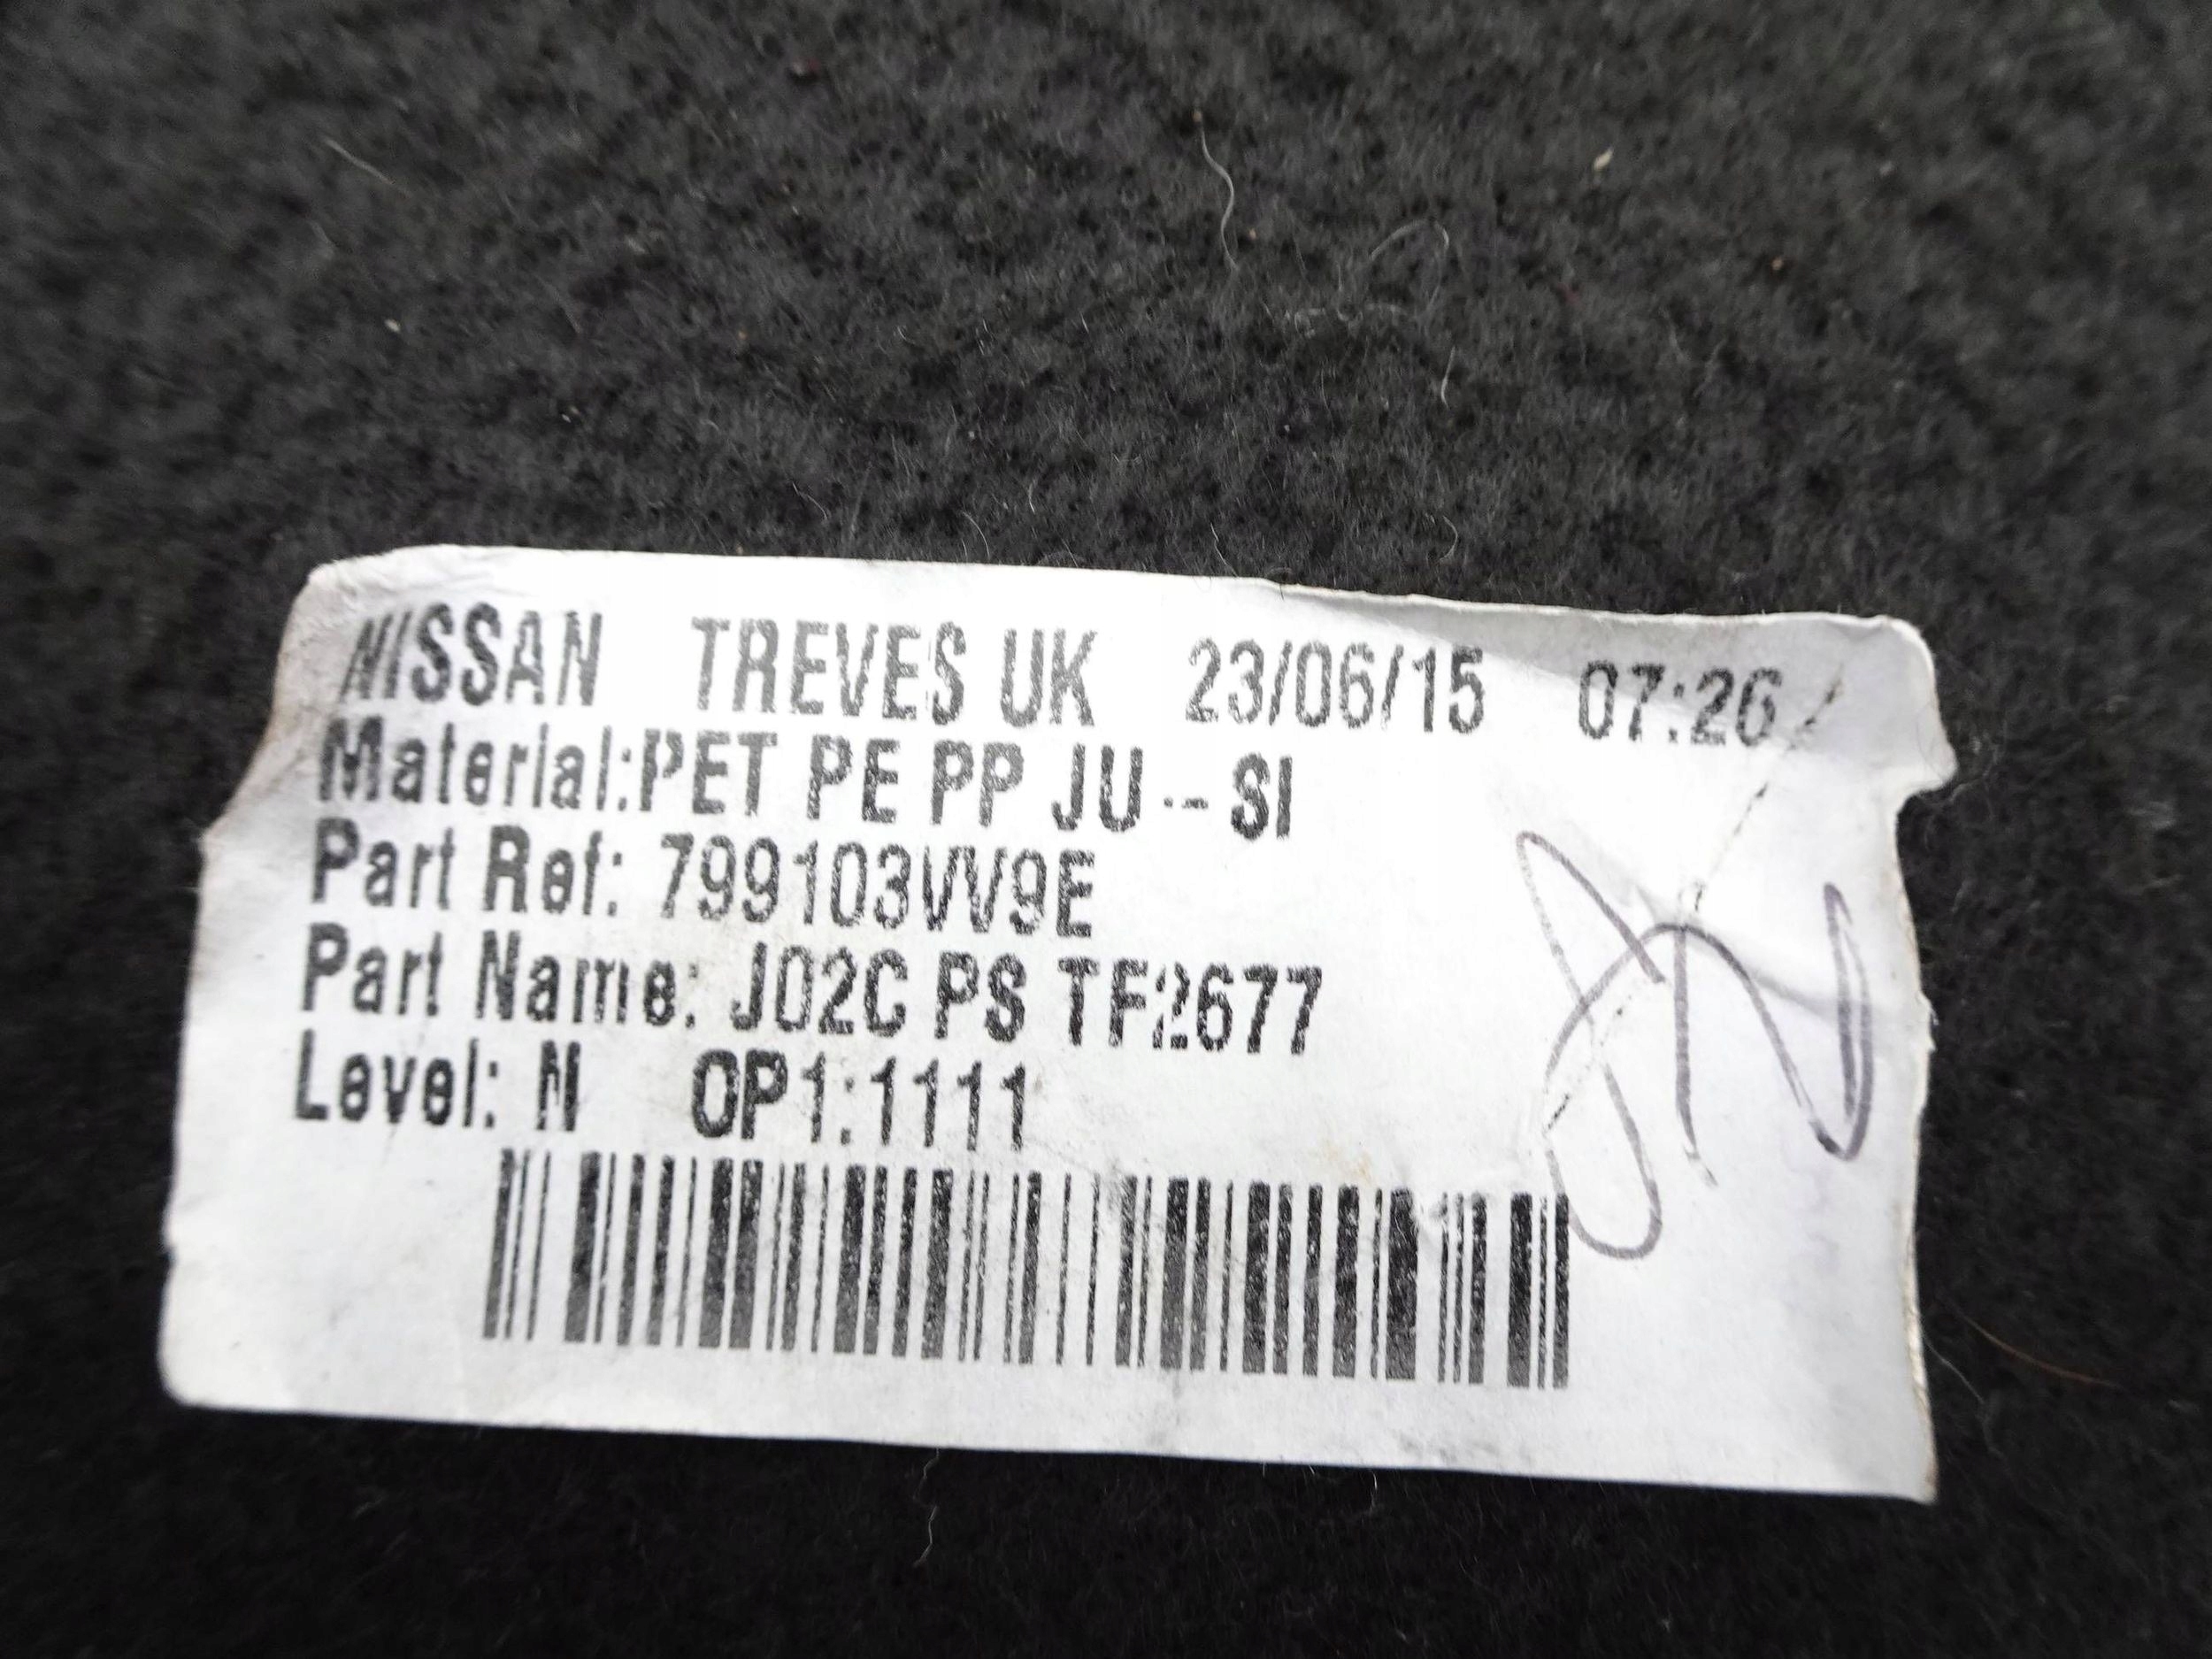 NISSAN TREVES UK 23/06/15 07:26
Material:PET PE PP JU -- SI
Part Ref: 799103VV9E
Part Name: J02C PS TF2677
Level: N OP1:1111